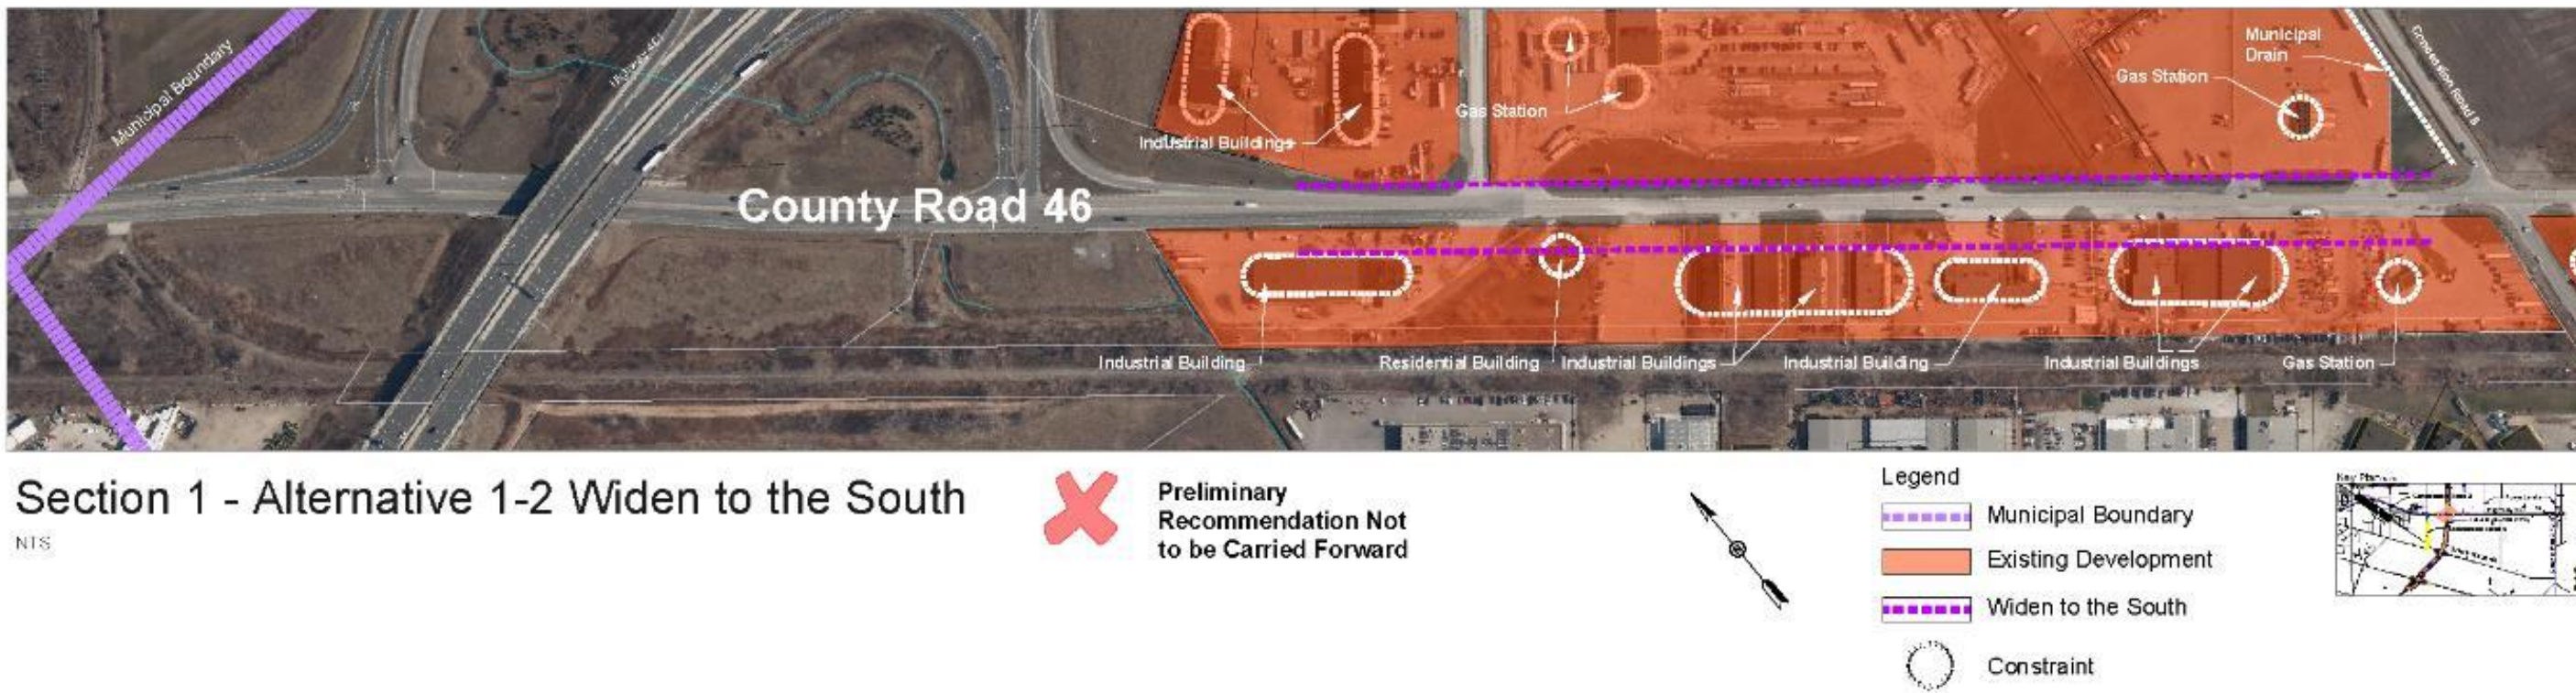 Municipal Boundary
Highway 401
Municipal
Drain
Concession Road 8
Gas Station
Gas Station
Industrial Buildings
County Road 46
Industrial Building
Residential Building
Industrial Buildings
Industrial Building
Industrial Buildings
Gas Station
Section 1 - Alternative 1-2 Widen to the South
NTS
Preliminary
Recommendation Not
to be Carried Forward
Legend
Municipal Boundary
Existing Development
Widen to the South
Constraint
Key Plan